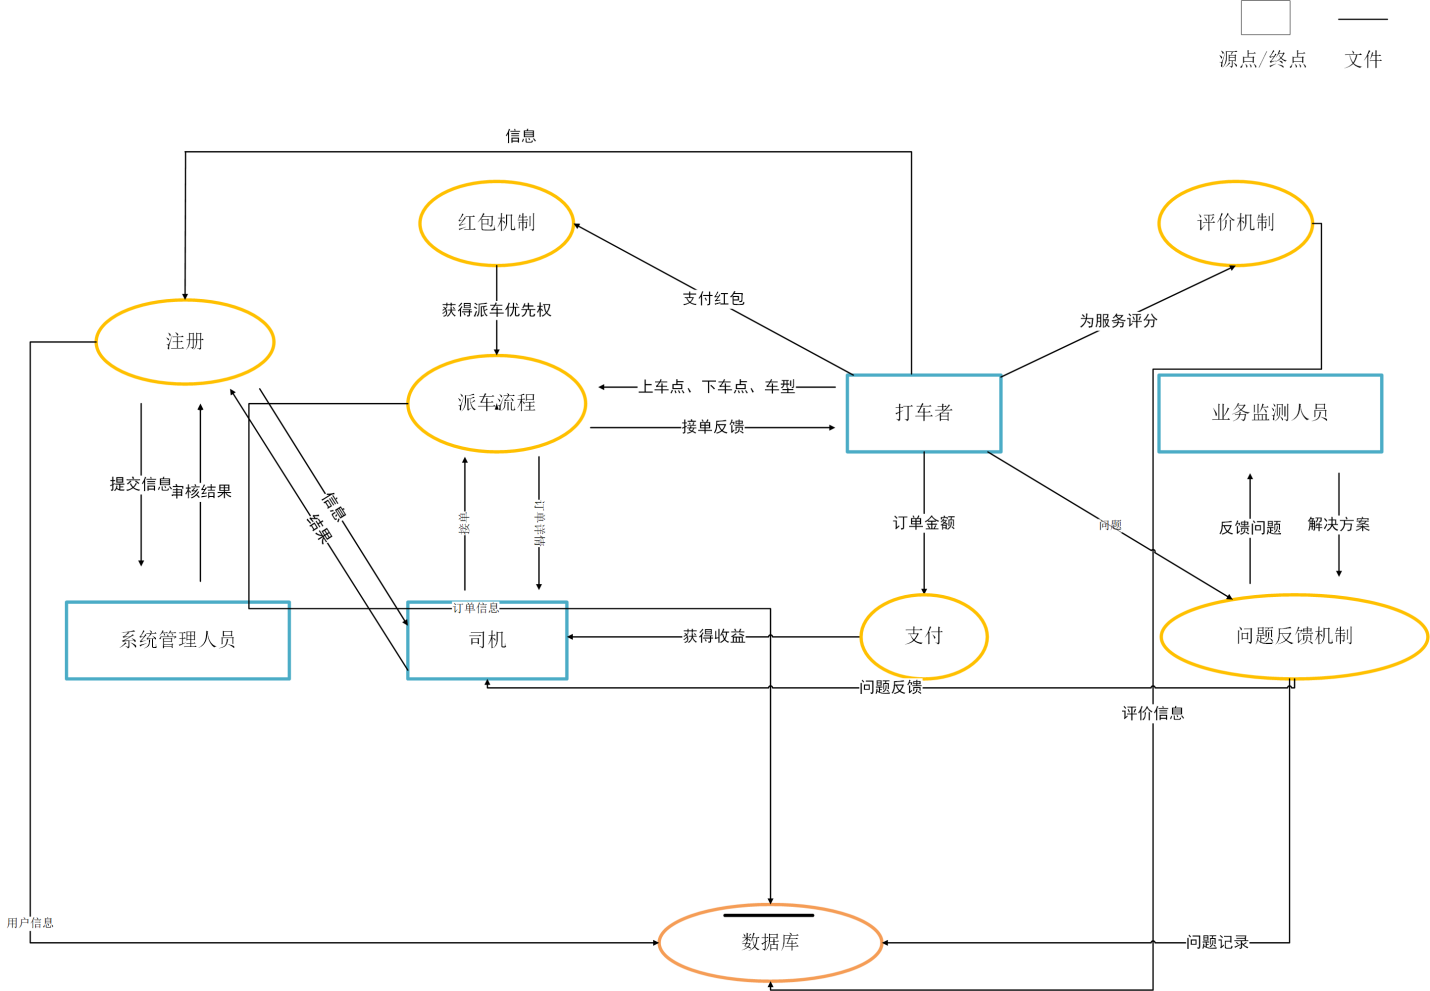 源点/终点
文件
信息
红包机制
评价机制
获得派车优先权
支付红包
为服务评分
注册
派车流程
上车点、下车点、车型
接单反馈
打车者
业务监测人员
提交信息
审核结果
信息
结果
接单
订单详情
订单金额
问题
反馈问题
解决方案
订单信息
系统管理人员
司机
获得收益
支付
问题反馈机制
问题反馈
评价信息
用户信息
数据库
问题记录